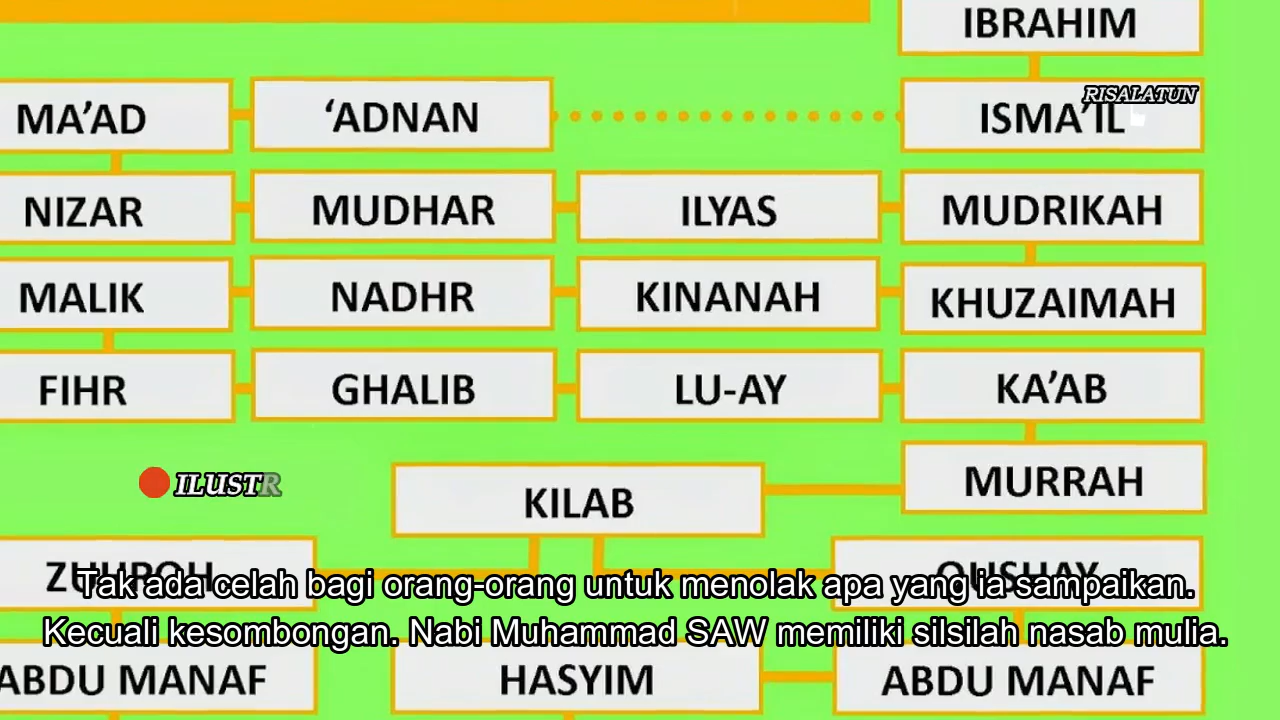 IBRAHIM
RISALATUN
MA’AD ‘ADNAN ISMA’IL
NIZAR MUDHAR ILYAS MUDRIKAH
MALIK NADHR KINANAH KHUZAIMAH
FIHR GHALIB LU-AY KA’AB
ILUSTR
KILAB MURRAH
QUSHAY
Tak ada celah bagi orang-orang untuk menolak apa yang ia sampaikan.
Kecuali kesombongan. Nabi Muhammad SAW memiliki silsilah nasab mulia.
ABDU MANAF HASYIM ABDU MANAF